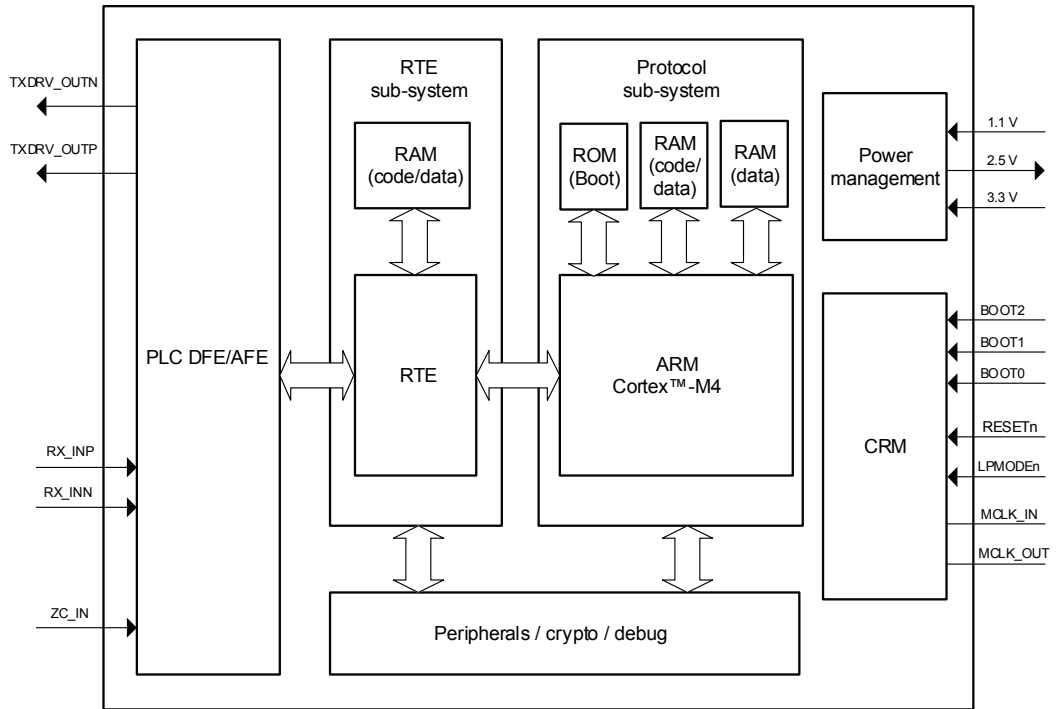 TXDRV_OUTN
TXDRV_OUTP
RX_INP
RX_INN
ZC_IN
PLC DFE/AFE
RTE
sub-system
RAM
(code/data)
RTE
Protocol
sub-system
ROM
(Boot)
RAM
(code/
data)
RAM
(data)
ARM
Cortex™-M4
Peripherals / crypto / debug
Power
management
1.1 V
2.5 V
3.3 V
CRM
BOOT2
BOOT1
BOOT0
RESETn
LPMODEn
MCLK_IN
MCLK_OUT